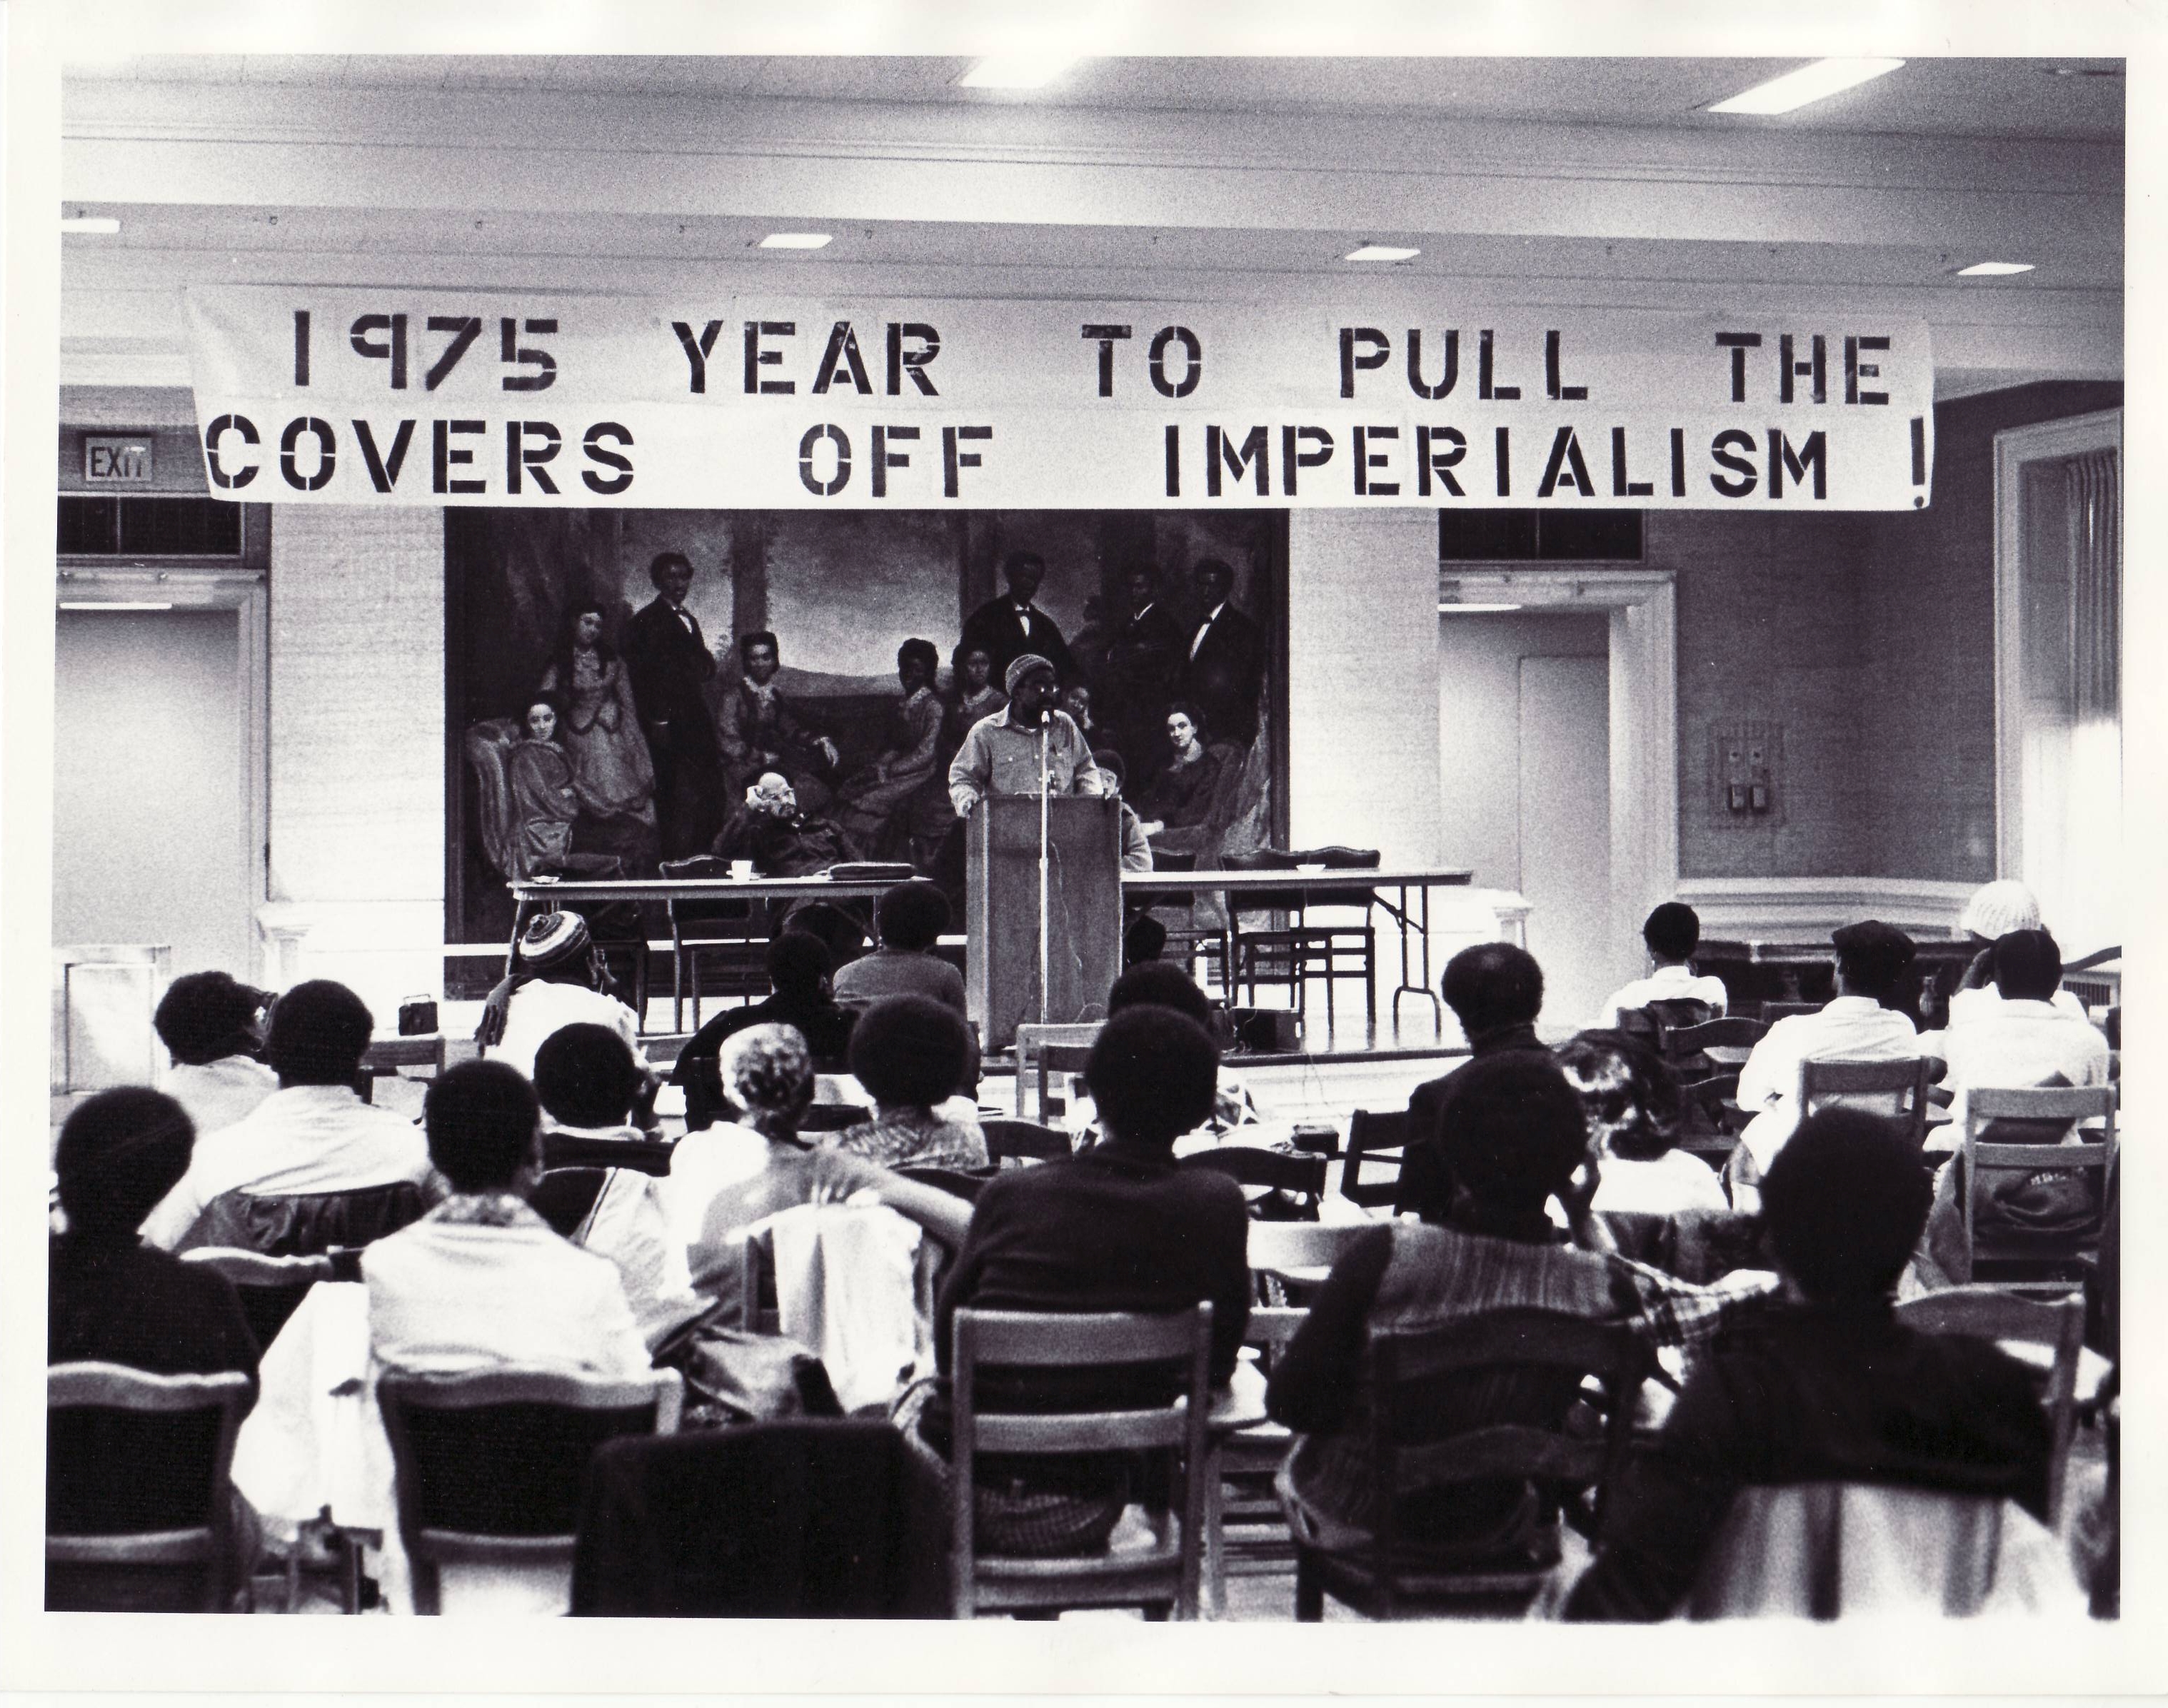 1975 YEAR TO PULL THE
COVERS OFF IMPERIALISM!
EXIT